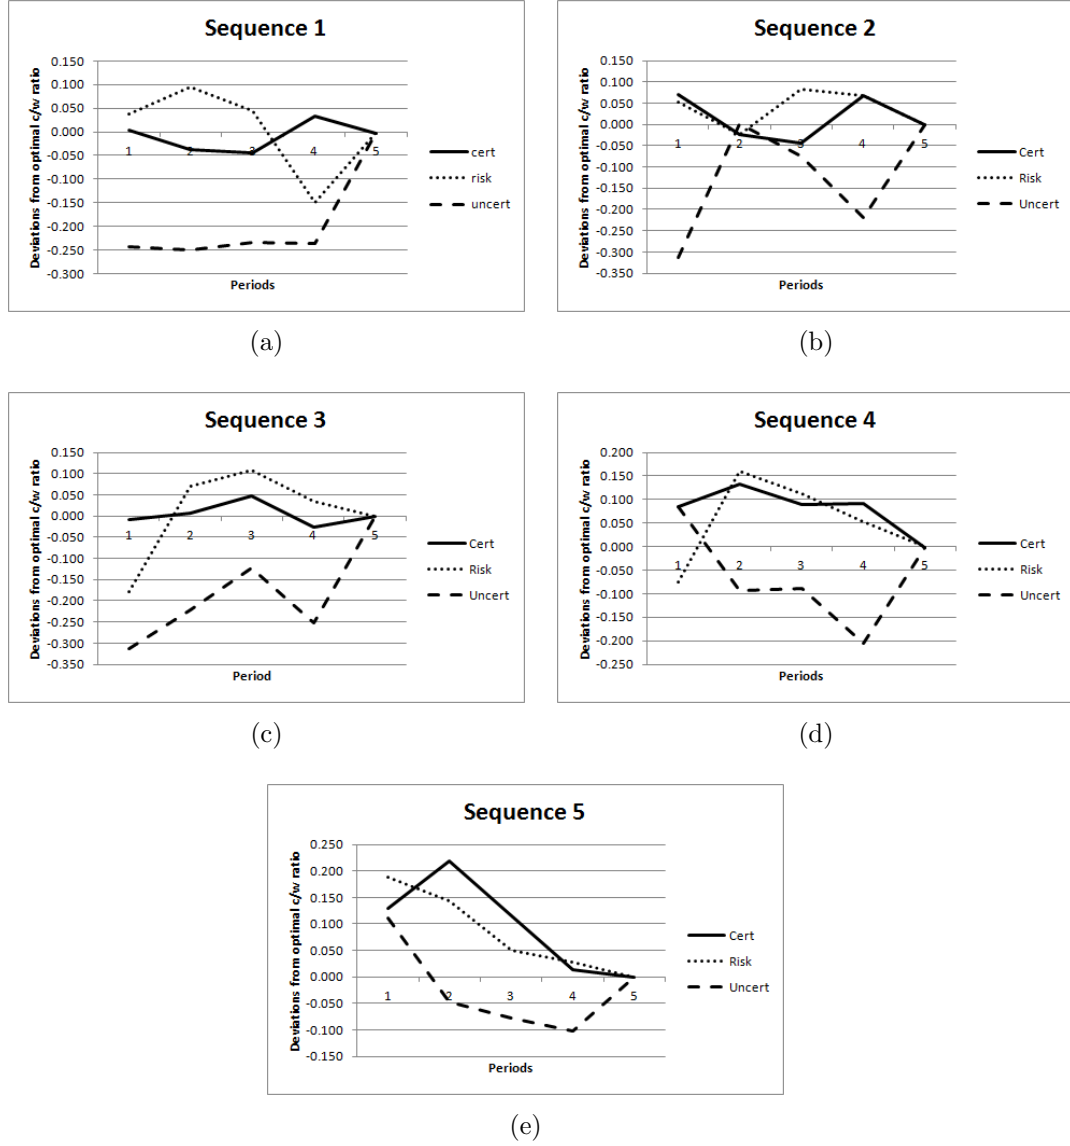 Sequence 1
Deviations from optimal c/w ratio
0.150
0.100
0.050
0.000
-0.050
-0.100
-0.150
-0.200
-0.250
-0.300
1 2 3 4 5
Periods
cert
risk
uncert
(a)
Sequence 2
Deviations from optimal c/w ratio
0.150
0.100
0.050
0.000
-0.050
-0.100
-0.150
-0.200
-0.250
-0.300
-0.350
1 2 3 4 5
Periods
Cert
Risk
Uncert
(b)
Sequence 3
Deviations from optimal c/w ratio
0.150
0.100
0.050
0.000
-0.050
-0.100
-0.150
-0.200
-0.250
-0.300
-0.350
1 2 3 4 5
Period
Cert
Risk
Uncert
(c)
Sequence 4
Deviations from optimal c/w ratio
0.200
0.150
0.100
0.050
0.000
-0.050
-0.100
-0.150
-0.200
-0.250
1 2 3 4 5
Periods
Cert
Risk
Uncert
(d)
Sequence 5
Deviations from optimal c/w ratio
0.250
0.200
0.150
0.100
0.050
0.000
-0.050
-0.100
-0.150
1 2 3 4 5
Periods
Cert
Risk
Uncert
(e)